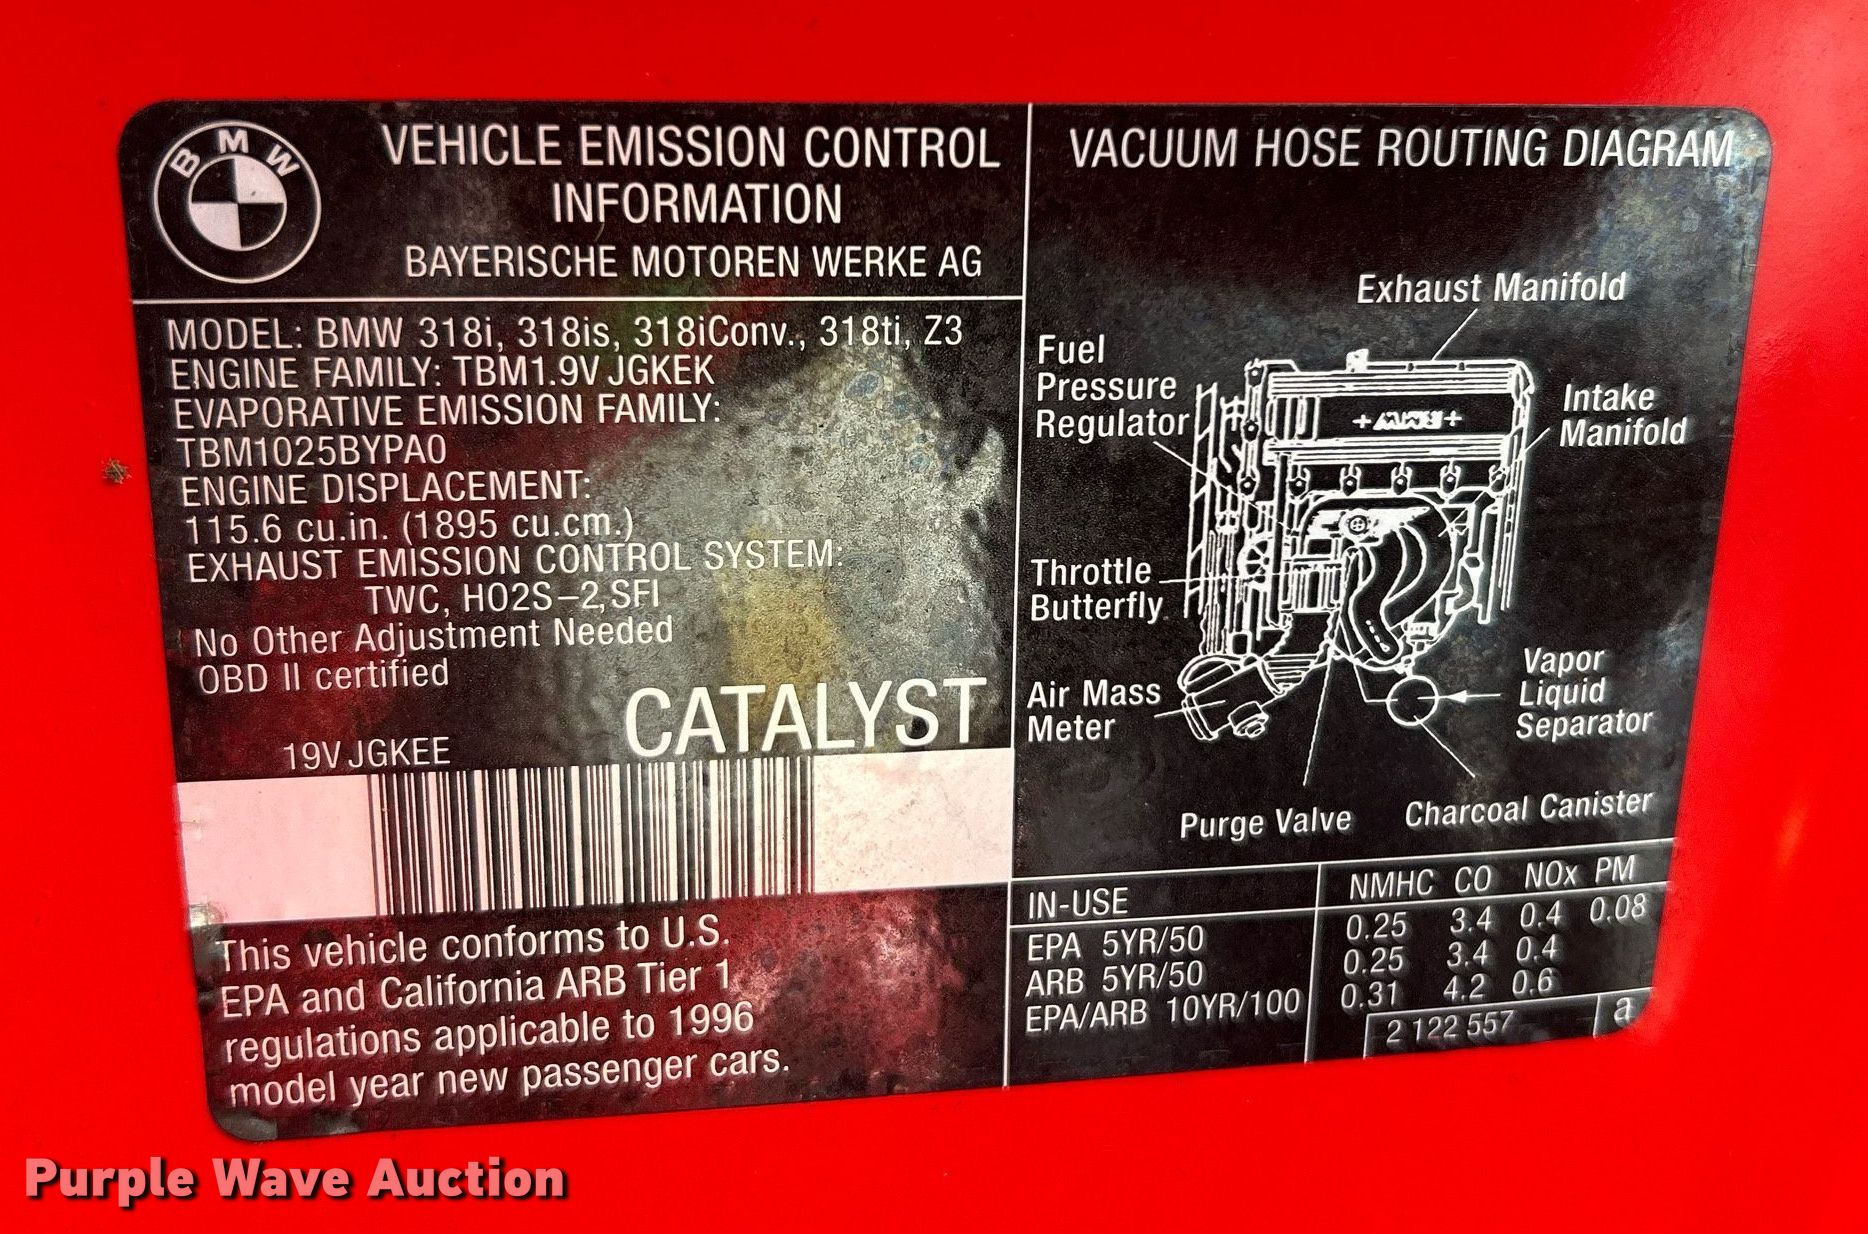 BMW
VEHICLE EMISSION CONTROL
INFORMATION
BAYERISCHE MOTOREN WERKE AG
MODEL: BMW 318i, 318is, 318iConv., 318ti, Z3
ENGINE FAMILY: TBM1.9VJGKEK
EVAPORATIVE EMISSION FAMILY:
TBM1025BYPA0
ENGINE DISPLACEMENT:
115.6 cu.in. (1895 cu.cm.)
EXHAUST EMISSION CONTROL SYSTEM:
TWC, HO2S-2,SFI
No Other Adjustment Needed
OBD II certified
CATALYST
19VJGKEE
This vehicle conforms to U.S.
EPA and California ARB Tier 1
regulations applicable to 1996
model year new passenger cars.
VACUUM HOSE ROUTING DIAGRAM
Exhaust Manifold
Fuel
Pressure
Regulator
Intake
Manifold
BMW
Throttle
Butterfly
Air Mass
Meter
Vapor
Liquid
Separator
Purge Valve
Charcoal Canister
IN-USE NMHC CO NOx PM
EPA 5YR/50 0.25 3.4 0.4 0.08
ARB 5YR/50 0.25 3.4 0.4
EPA/ARB 10YR/100 0.31 4.2 0.6
2 122 557 a
Purple Wave Auction